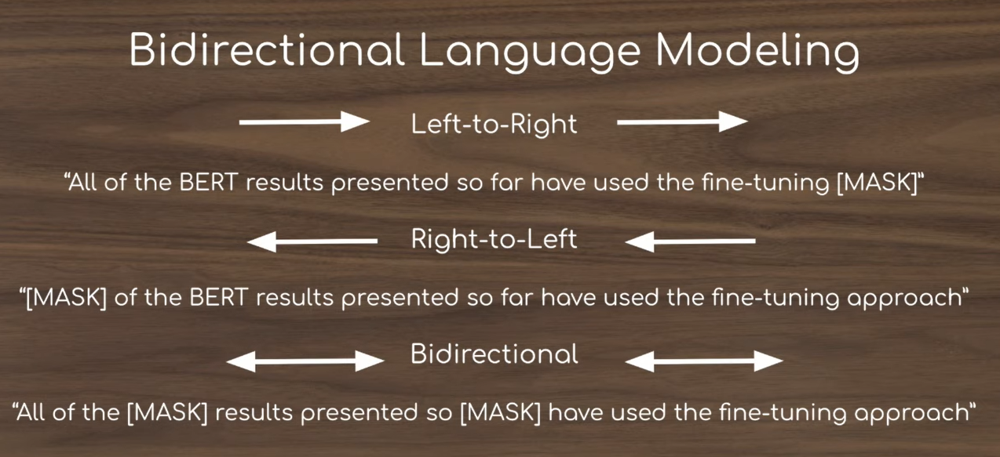 Bidirectional Language Modeling
Left-to-Right
“All of the BERT results presented so far have used the fine-tuning [MASK]”
Right-to-Left
“[MASK] of the BERT results presented so far have used the fine-tuning approach”
Bidirectional
“All of the [MASK] results presented so [MASK] have used the fine-tuning approach”